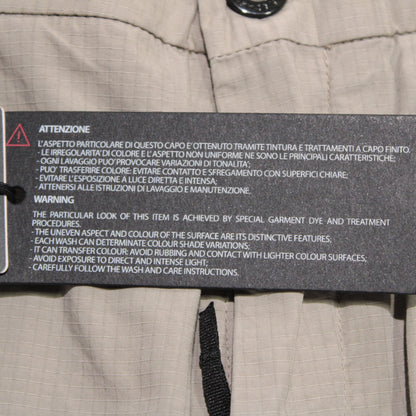 ATTENZIONE
L'ASPETTO PARTICOLARE DI QUESTO CAPO E' OTTENUTO TRAMITE TINTURA E TRATTAMENTI A CAPO FINITO.
- LE IRREGOLARITA' DI COLORE E L'ASPETTO NON UNIFORME NE SONO LE PRINCIPALI CARATTERISTICHE;
- OGNI LAVAGGIO PUO' PROVOCARE VARIAZIONI DI TONALITA';
- PUO' TRASFERIRE COLORE: EVITARE CONTATTO E SFREGAMENTO CON SUPERFICI CHIARE;
- EVITARE L'ESPOSIZIONE A LUCE DIRETTA E INTENSA;
- ATTENERSI ALLE ISTRUZIONI DI LAVAGGIO E MANUTENZIONE.
WARNING
THE PARTICULAR LOOK OF THIS ITEM IS ACHIEVED BY SPECIAL GARMENT DYE AND TREATMENT
PROCEDURES.
- THE UNEVEN ASPECT AND COLOUR OF THE SURFACE ARE ITS DISTINCTIVE FEATURES;
- EACH WASH CAN DETERMINATE COLOUR SHADE VARIATIONS;
- IT CAN TRANSFER COLOUR: AVOID RUBBING AND CONTACT WITH LIGHTER COLOUR SURFACES;
- AVOID EXPOSURE TO DIRECT AND INTENSE LIGHT;
- CAREFULLY FOLLOW THE WASH AND CARE INSTRUCTIONS.